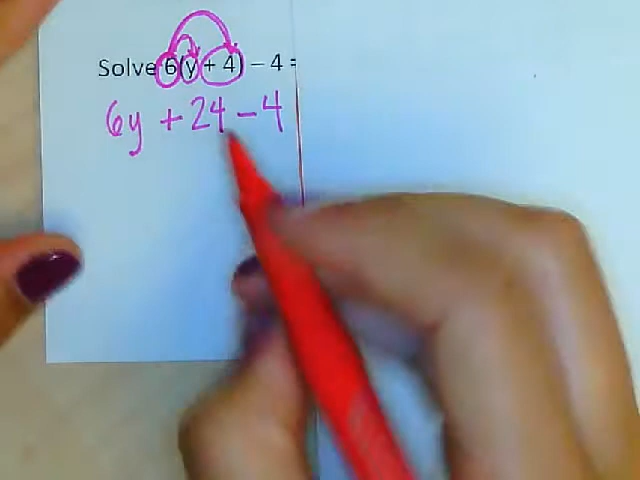 Solve 6(y + 4) – 4 =
6y + 24 – 4